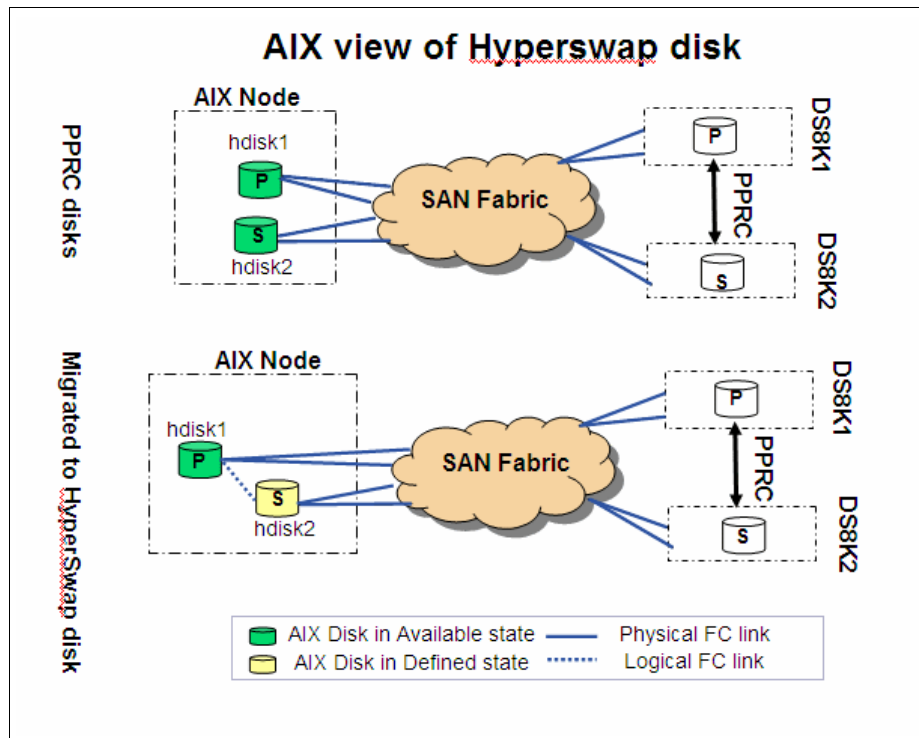 AIX view of Hyperswap disk
PPRC disks
AIX Node
hdisk1
P
S
hdisk2
SAN Fabric
P
DS8K1
PPRC
S
DS8K2
Migrated to HyperSwap disk
AIX Node
hdisk1
P
S
hdisk2
SAN Fabric
P
DS8K1
PPRC
S
DS8K2
AIX Disk in Available state
Physical FC link
AIX Disk in Defined state
Logical FC link